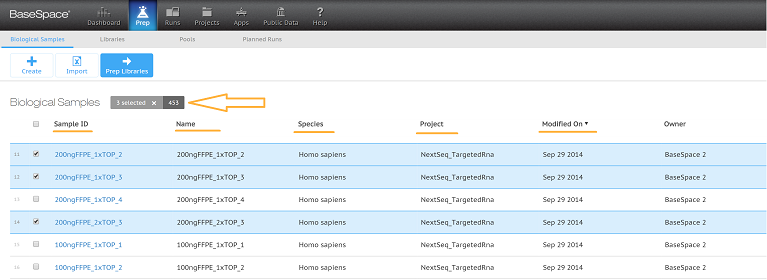 BaseSpace®
Dashboard Prep Runs Projects Apps Public Data Help
Biological Samples Libraries Pools Planned Runs
Create Import Prep Libraries
Biological Samples 3 selected × 453
Sample ID Name Species Project Modified On ▼ Owner
11 200ngFFPE_1xTOP_2 200ngFFPE_1xTOP_2 Homo sapiens NextSeq_TargetedRna Sep 29 2014 BaseSpace 2
12 200ngFFPE_1xTOP_3 200ngFFPE_1xTOP_3 Homo sapiens NextSeq_TargetedRna Sep 29 2014 BaseSpace 2
13 200ngFFPE_1xTOP_4 200ngFFPE_1xTOP_4 Homo sapiens NextSeq_TargetedRna Sep 29 2014 BaseSpace 2
14 200ngFFPE_2xTOP_3 200ngFFPE_2xTOP_3 Homo sapiens NextSeq_TargetedRna Sep 29 2014 BaseSpace 2
15 100ngFFPE_1xTOP_1 100ngFFPE_1xTOP_1 Homo sapiens NextSeq_TargetedRna Sep 29 2014 BaseSpace 2
16 100ngFFPE_1xTOP_2 100ngFFPE_1xTOP_2 Homo sapiens NextSeq_TargetedRna Sep 29 2014 BaseSpace 2